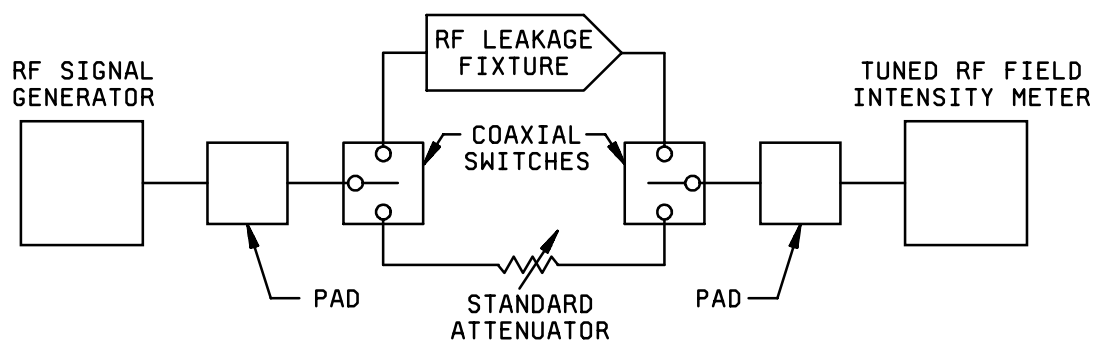 RF LEAKAGE
FIXTURE
RF SIGNAL
GENERATOR
TUNED RF FIELD
INTENSITY METER
COAXIAL
SWITCHES
PAD
STANDARD
ATTENUATOR
PAD